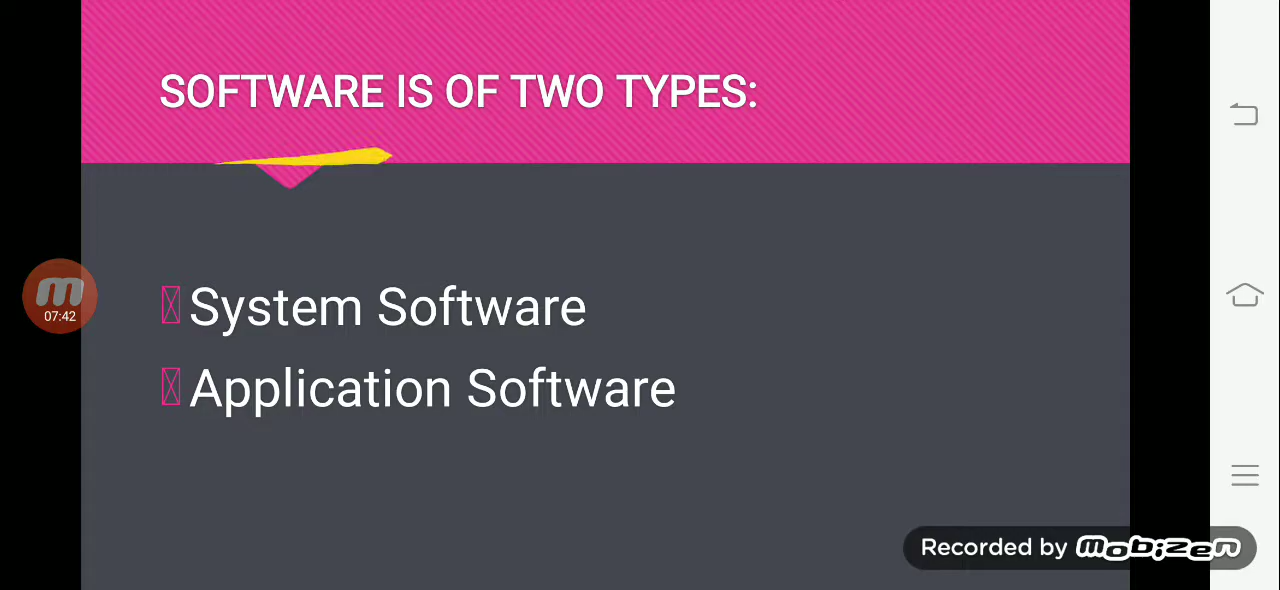 SOFTWARE IS OF TWO TYPES:
System Software
Application Software
07:42
Recorded by mobizen